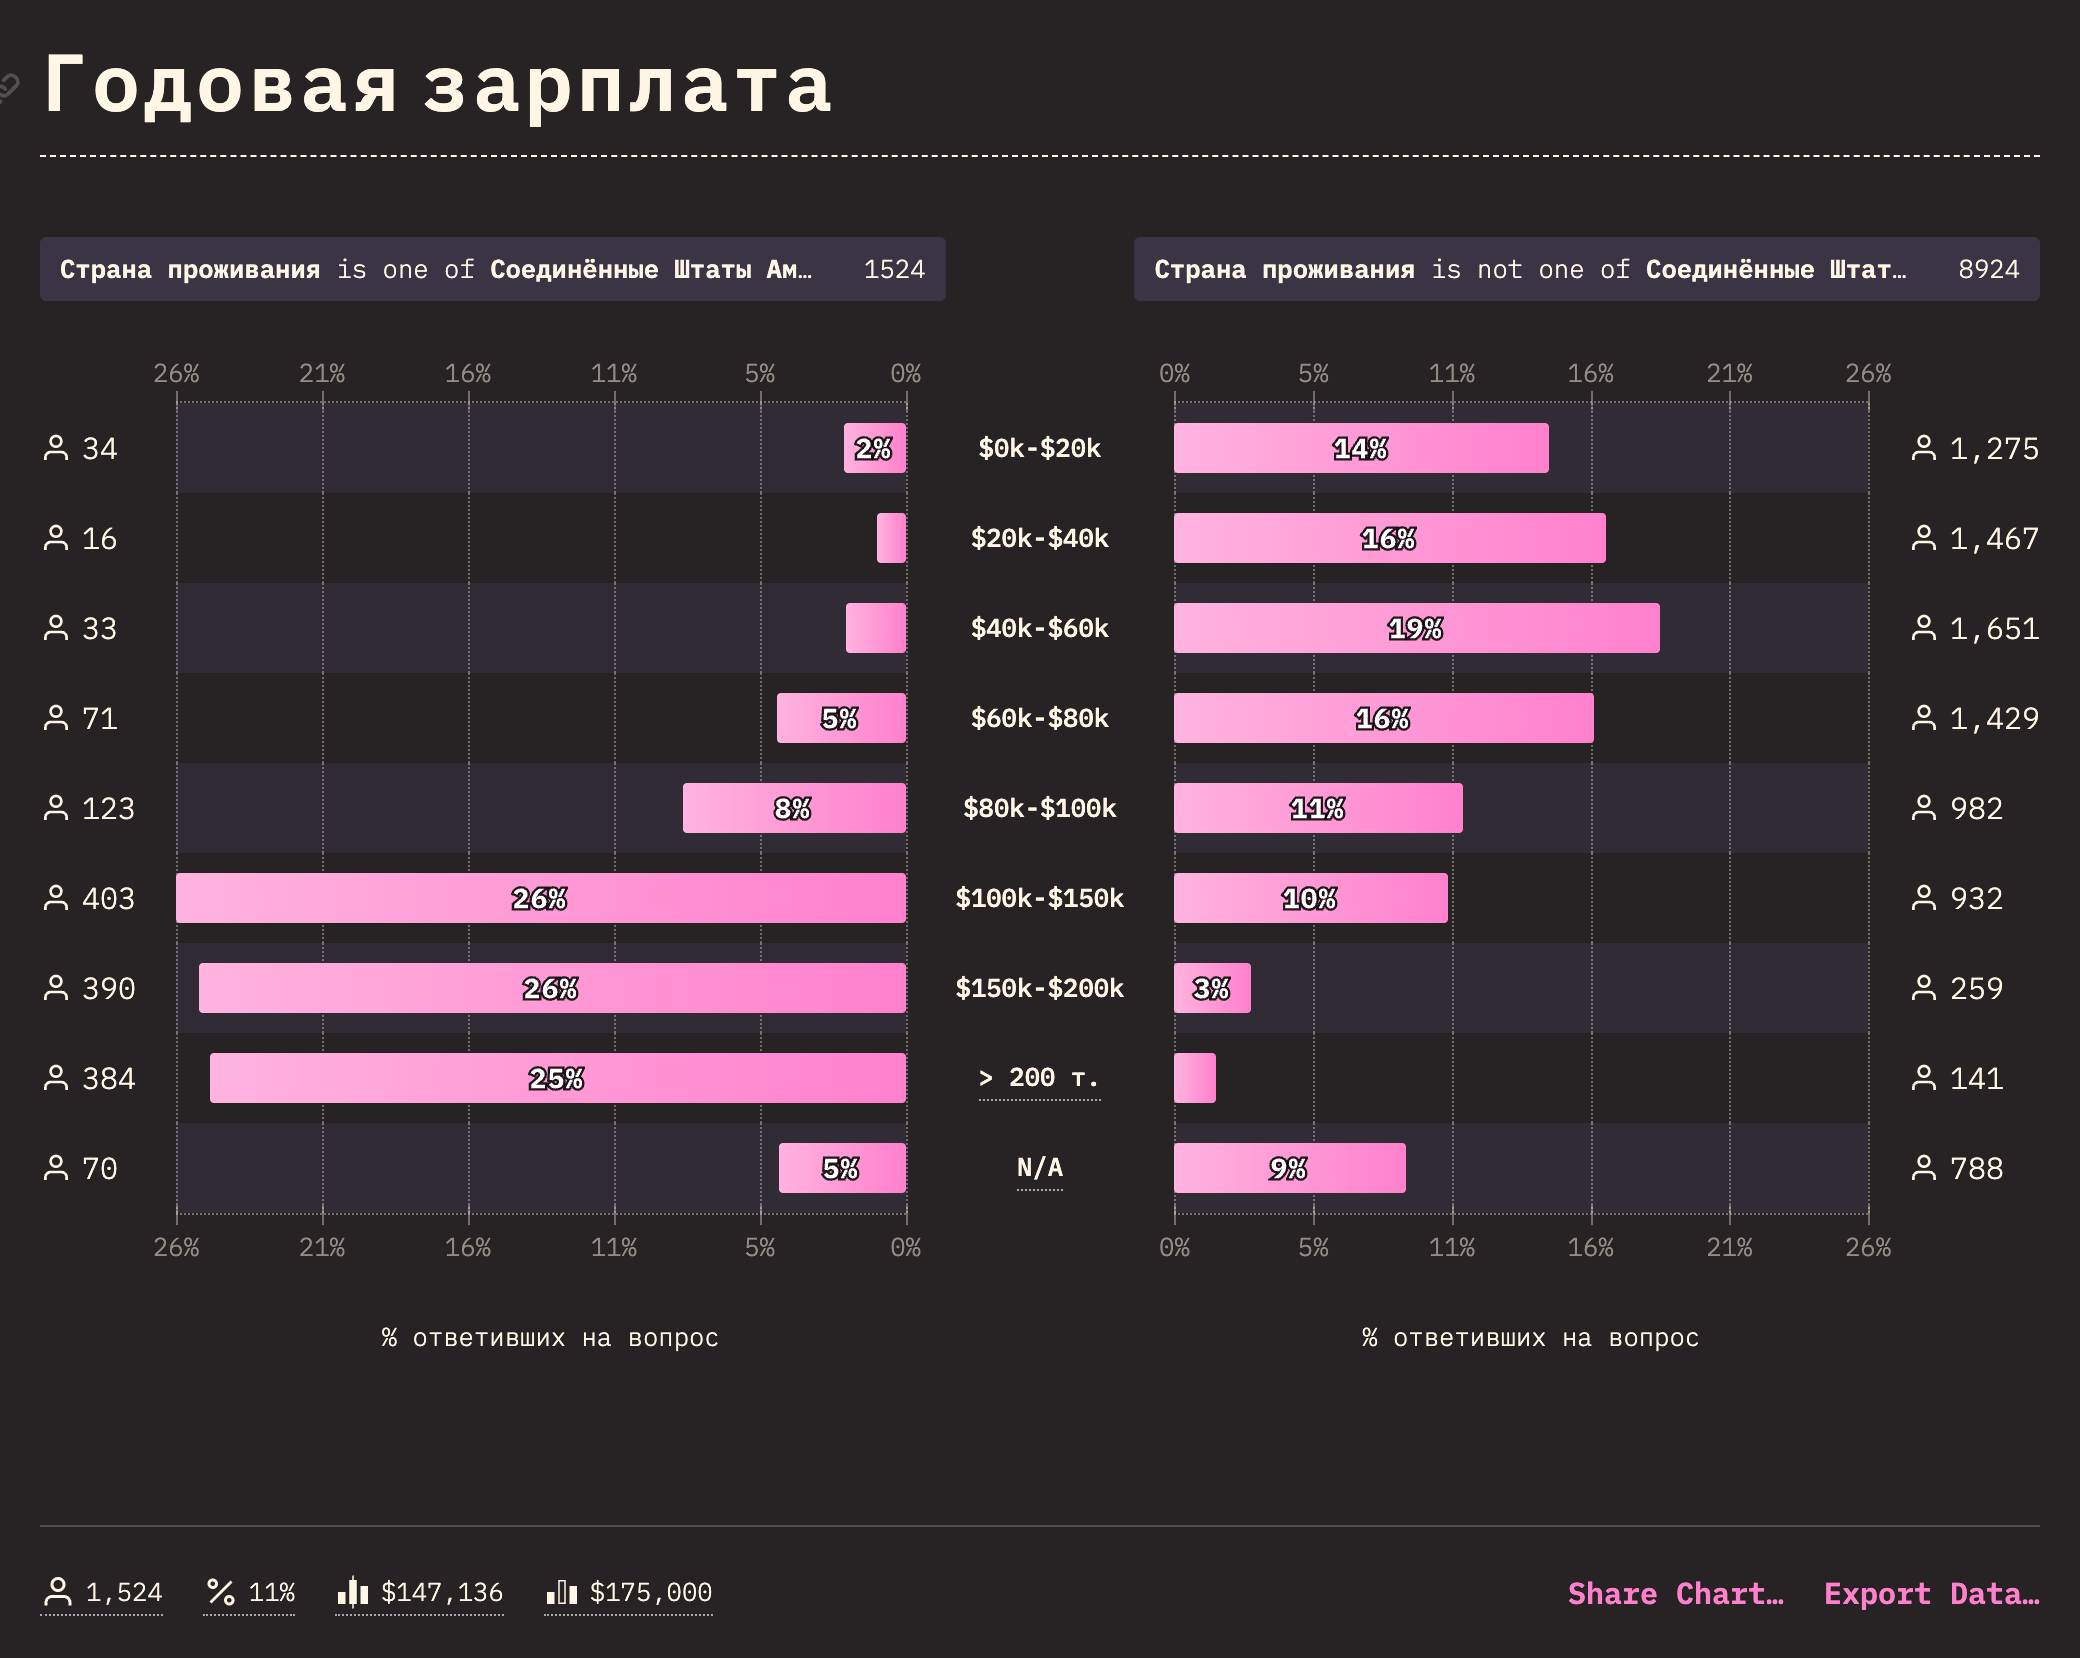 Годовая зарплата
Страна проживания is one of Соединённые Штаты Ам… 1524
Страна проживания is not one of Соединённые Штат… 8924
26% 21% 16% 11% 5% 0% 0% 5% 11% 16% 21% 26%
34 2% $0k-$20k 14% 1,275
16 $20k-$40k 16% 1,467
33 $40k-$60k 19% 1,651
71 5% $60k-$80k 16% 1,429
123 8% $80k-$100k 11% 982
403 26% $100k-$150k 10% 932
390 26% $150k-$200k 3% 259
384 25% > 200 т. 141
70 5% N/A 9% 788
26% 21% 16% 11% 5% 0% 0% 5% 11% 16% 21% 26%
% ответивших на вопрос % ответивших на вопрос
1,524 11% $147,136 $175,000 Share Chart… Export Data…